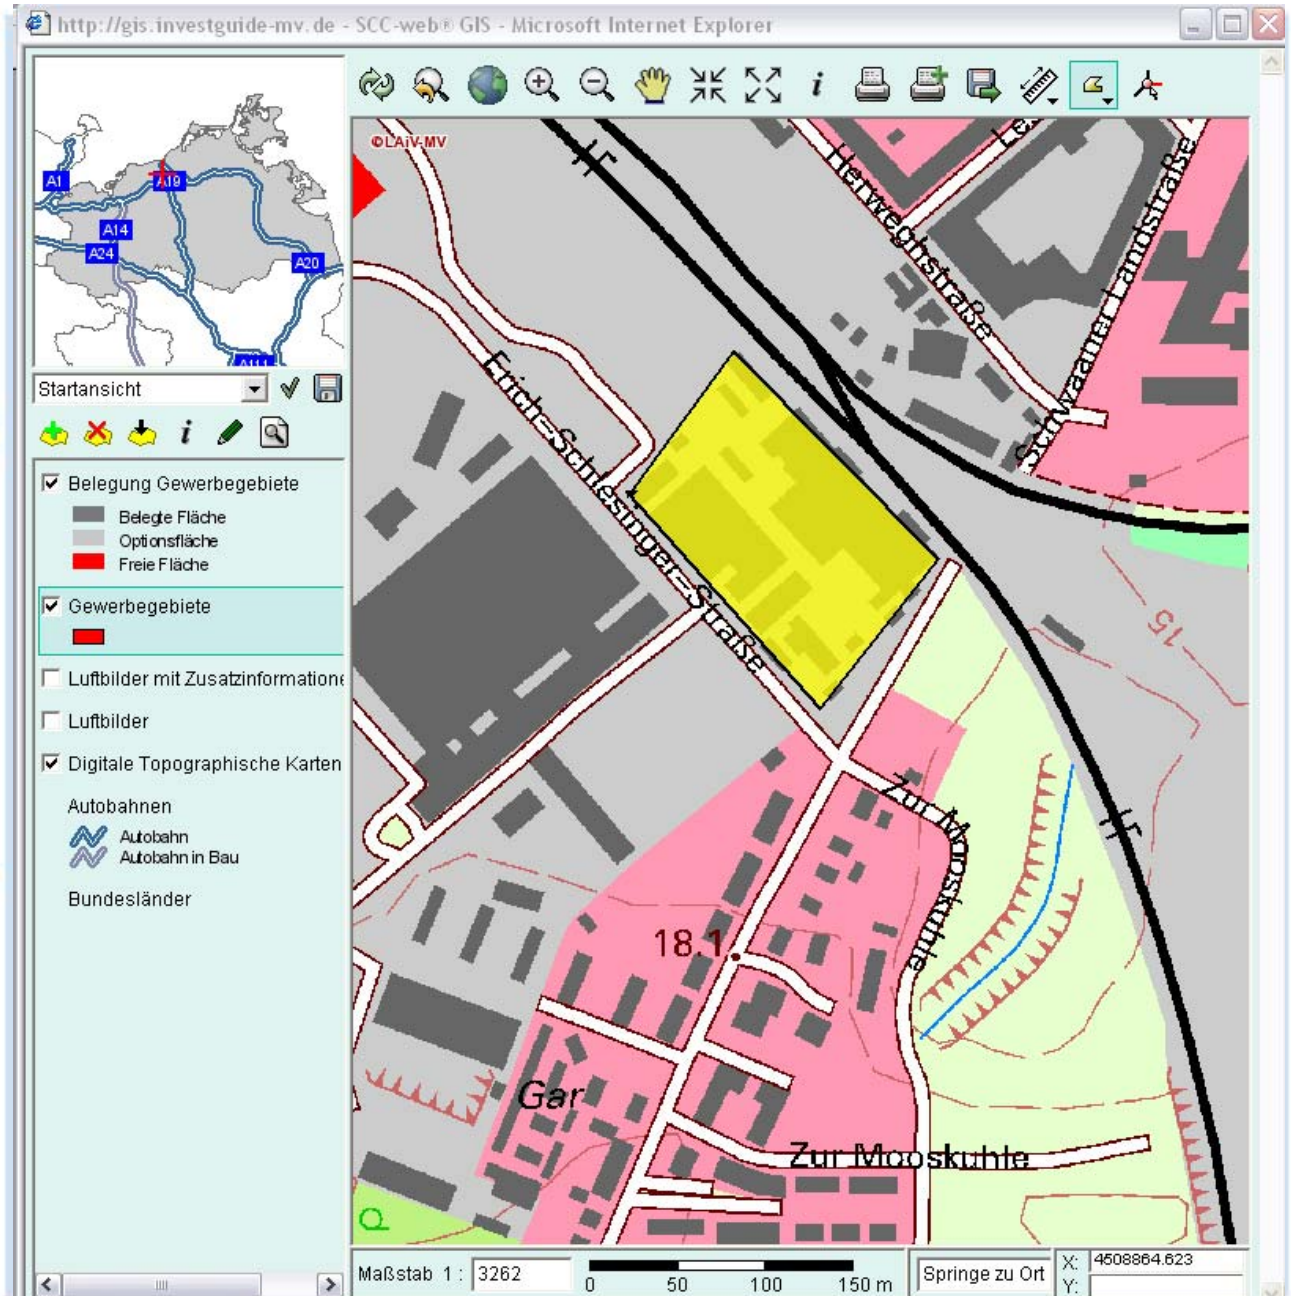 http://gis.investguide-mv.de - SCC-web® GIS - Microsoft Internet Explorer
A1
A19
A14
A24
A20
A111
Startansicht
Belegung Gewerbegebiete
Belegte Fläche
Optionsfläche
Freie Fläche
Gewerbegebiete
Luftbilder mit Zusatzinformatione
Luftbilder
Digitale Topographische Karten
Autobahnen
Autobahn
Autobahn in Bau
Bundesländer
©LAiV-MV
Herweghstraße
Schwaaner Landstraße
Erich-Schlesinger-Straße
15
Zur Mooskuhle
18.1
Gar
Zur Mooskuhle
Maßstab 1 : 3262
0 50 100 150 m
Springe zu Ort
X: 4508864.623
Y: